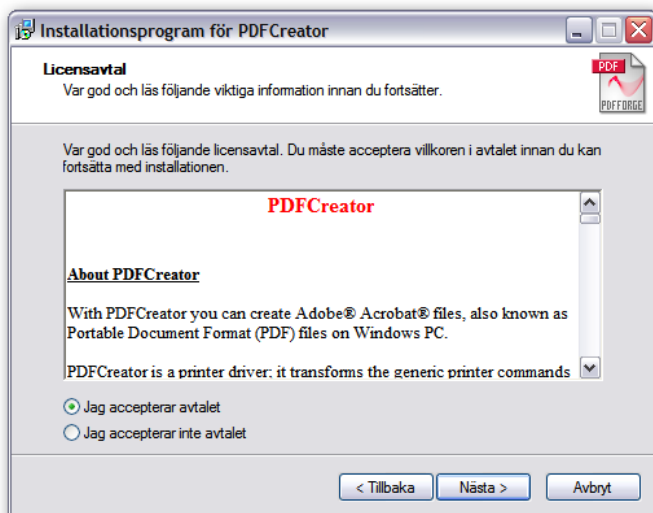 Installationsprogram för PDFCreator
Licensavtal
Var god och läs följande viktiga information innan du fortsätter.
PDF
PDFFORGE
Var god och läs följande licensavtal. Du måste acceptera villkoren i avtalet innan du kan
fortsätta med installationen.
PDFCreator
About PDFCreator
With PDFCreator you can create Adobe® Acrobat® files, also known as
Portable Document Format (PDF) files on Windows PC.
PDFCreator is a printer driver; it transforms the generic printer commands
Jag accepterar avtalet
Jag accepterar inte avtalet
< Tillbaka
Nästa >
Avbryt